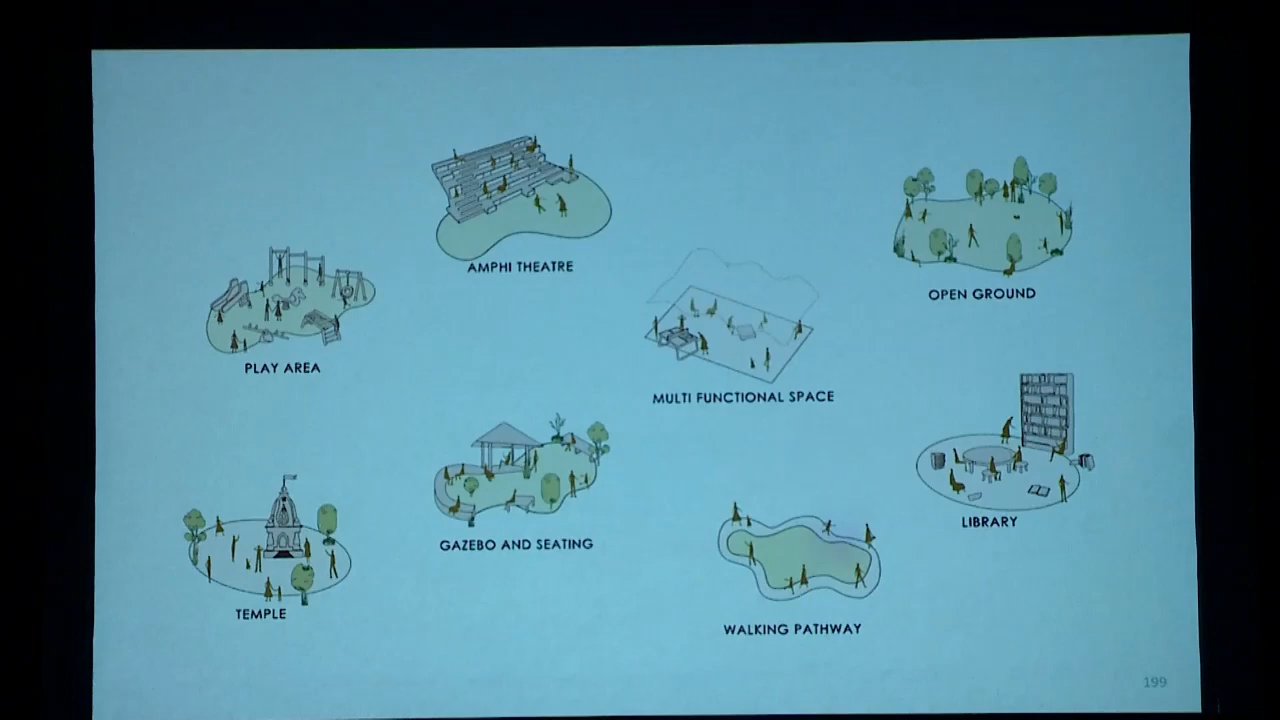 AMPHI THEATRE
OPEN GROUND
PLAY AREA
MULTI FUNCTIONAL SPACE
LIBRARY
GAZEBO AND SEATING
TEMPLE
WALKING PATHWAY
199